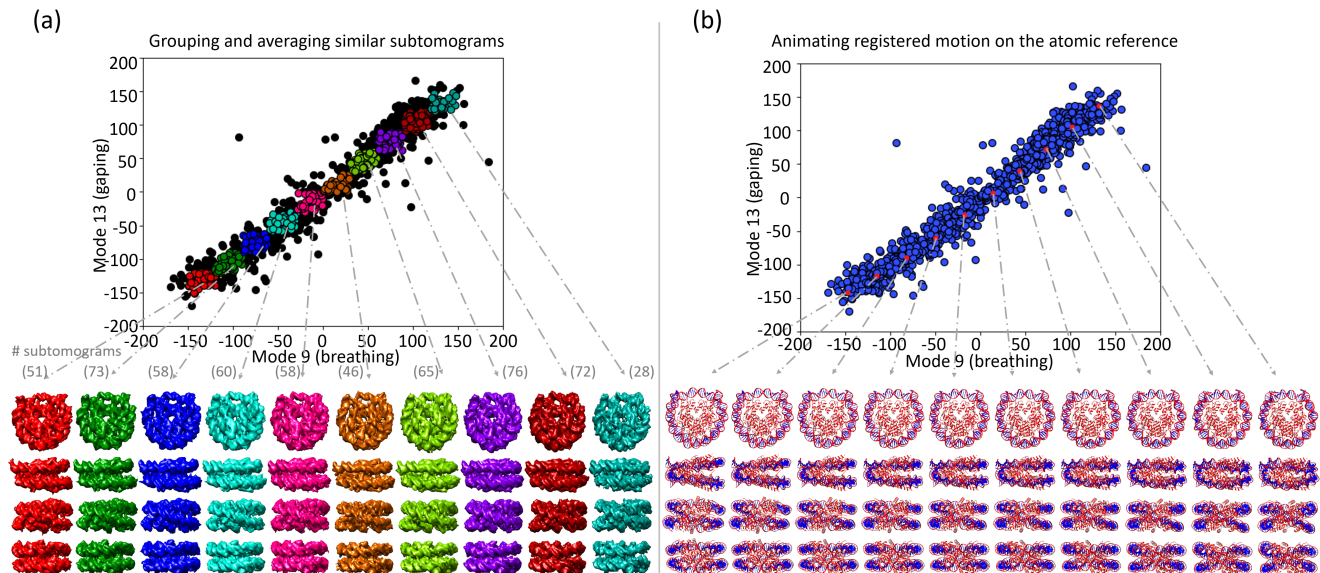 (a)
Grouping and averaging similar subtomograms
200
150
100
50
0
-50
-100
-150
-200
Mode 13 (gaping)
-200 -150 -100 -50 0 50 100 150 200
Mode 9 (breathing)
# subtomograms
(51) (73) (58) (60) (58) (46) (65) (76) (72) (28)
(b)
Animating registered motion on the atomic reference
200
150
100
50
0
-50
-100
-150
-200
Mode 13 (gaping)
-200 -150 -100 -50 0 50 100 150 200
Mode 9 (breathing)